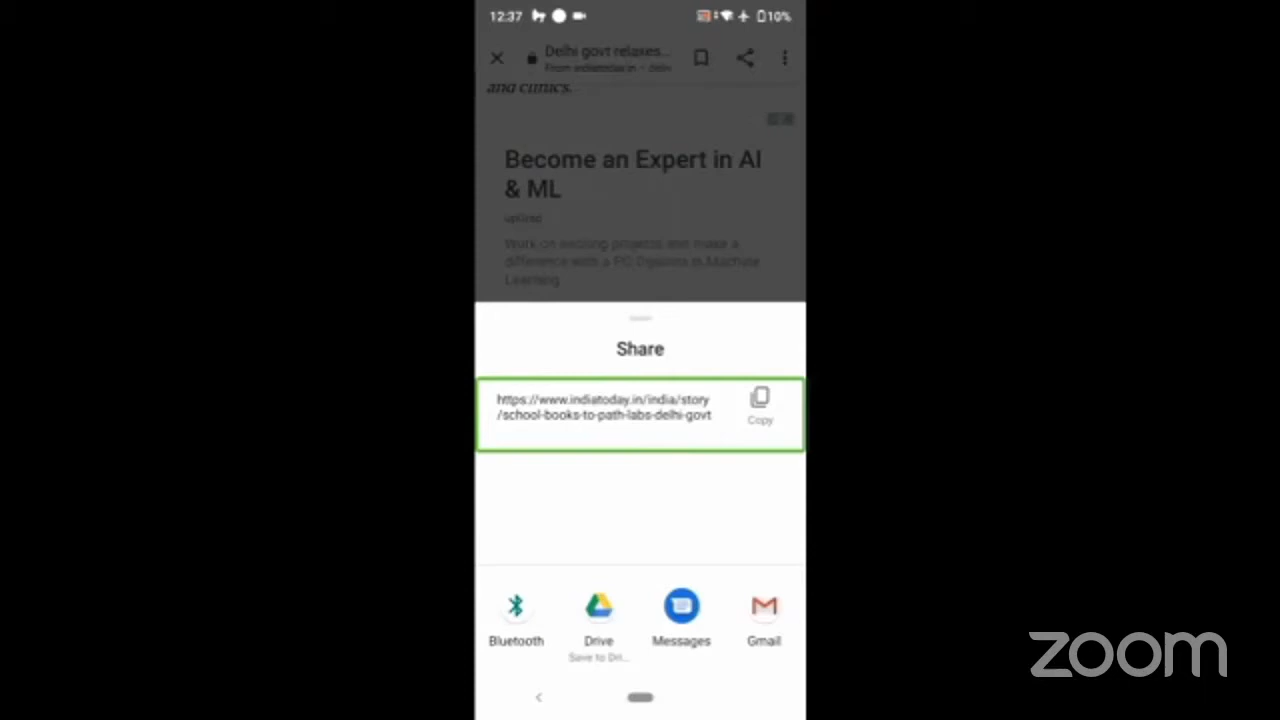 12:37
10%
Delhi govt relaxes...
From indiatoday.in – delhi
and clinics.
Become an Expert in AI
& ML
upGrad
Work on exciting projects and make a
difference with a PG Diploma in Machine
Learning
Share
https://www.indiatoday.in/india/story
/school-books-to-path-labs-delhi-govt
Copy
Bluetooth
Drive
Messages
Gmail
Save to Dri...
zoom